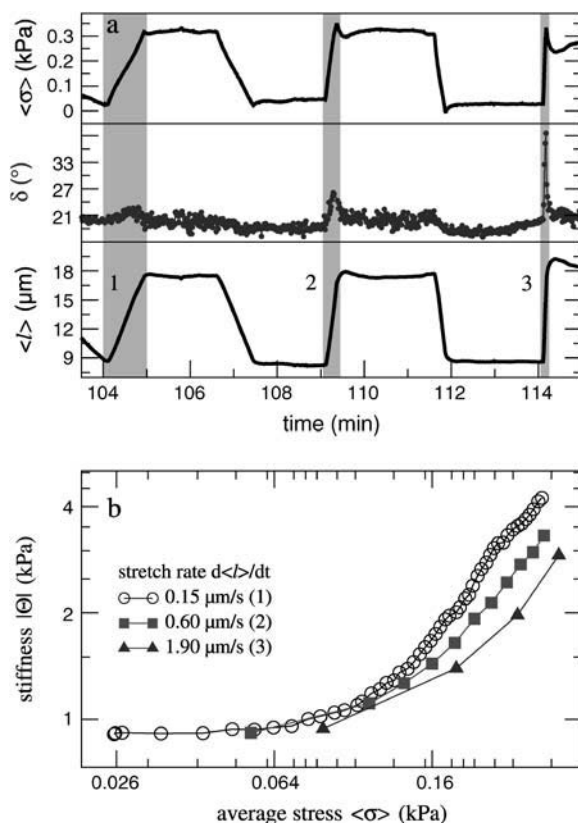 a
<σ> (kPa)
0.3
0.2
0.1
0
δ (°)
33
27
21
<l> (μm)
18
15
12
9
1
2
3
104
106
108
110
112
114
time (min)
b
stiffness |Θ| (kPa)
4
2
1
stretch rate d<l>/dt
0.15 μm/s (1)
0.60 μm/s (2)
1.90 μm/s (3)
0.026
0.064
0.16
average stress <σ> (kPa)